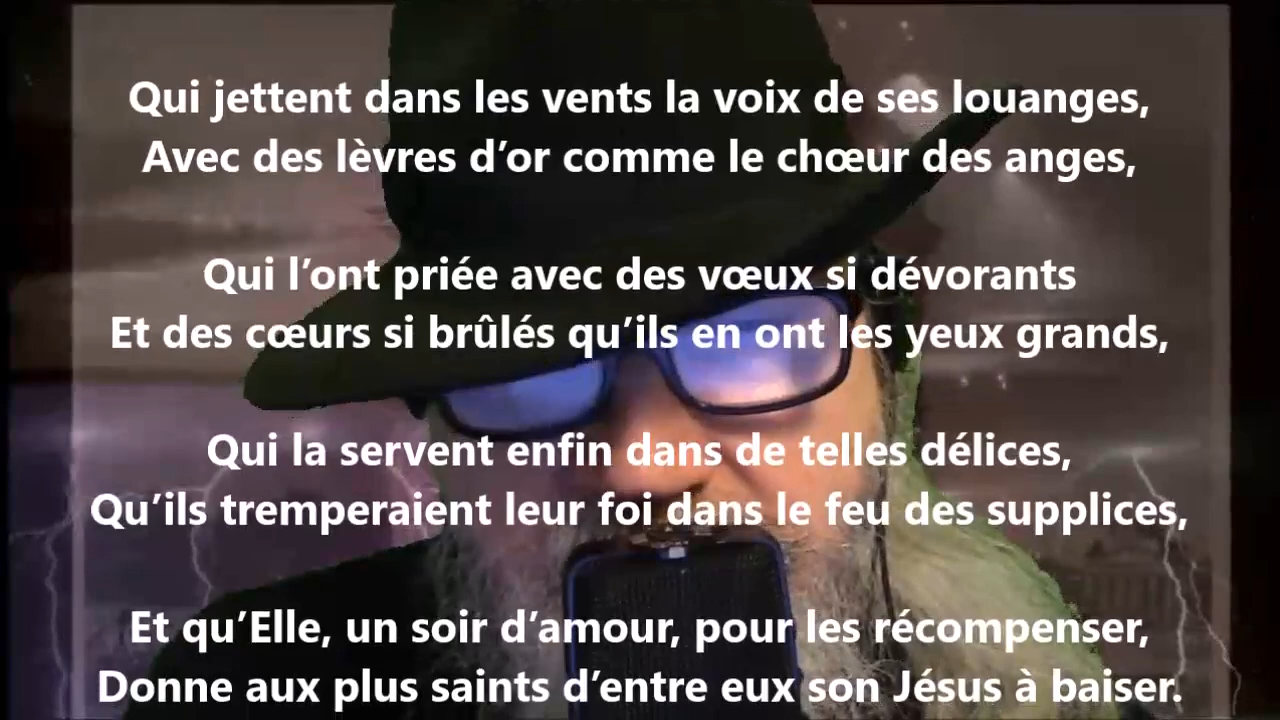 Qui jettent dans les vents la voix de ses louanges,
Avec des lèvres d’or comme le chœur des anges,
Qui l’ont priée avec des vœux si dévorants
Et des cœurs si brûlés qu’ils en ont les yeux grands,
Qui la servent enfin dans de telles délices,
Qu’ils tremperaient leur foi dans le feu des supplices,
Et qu’Elle, un soir d’amour, pour les récompenser,
Donne aux plus saints d’entre eux son Jésus à baiser.